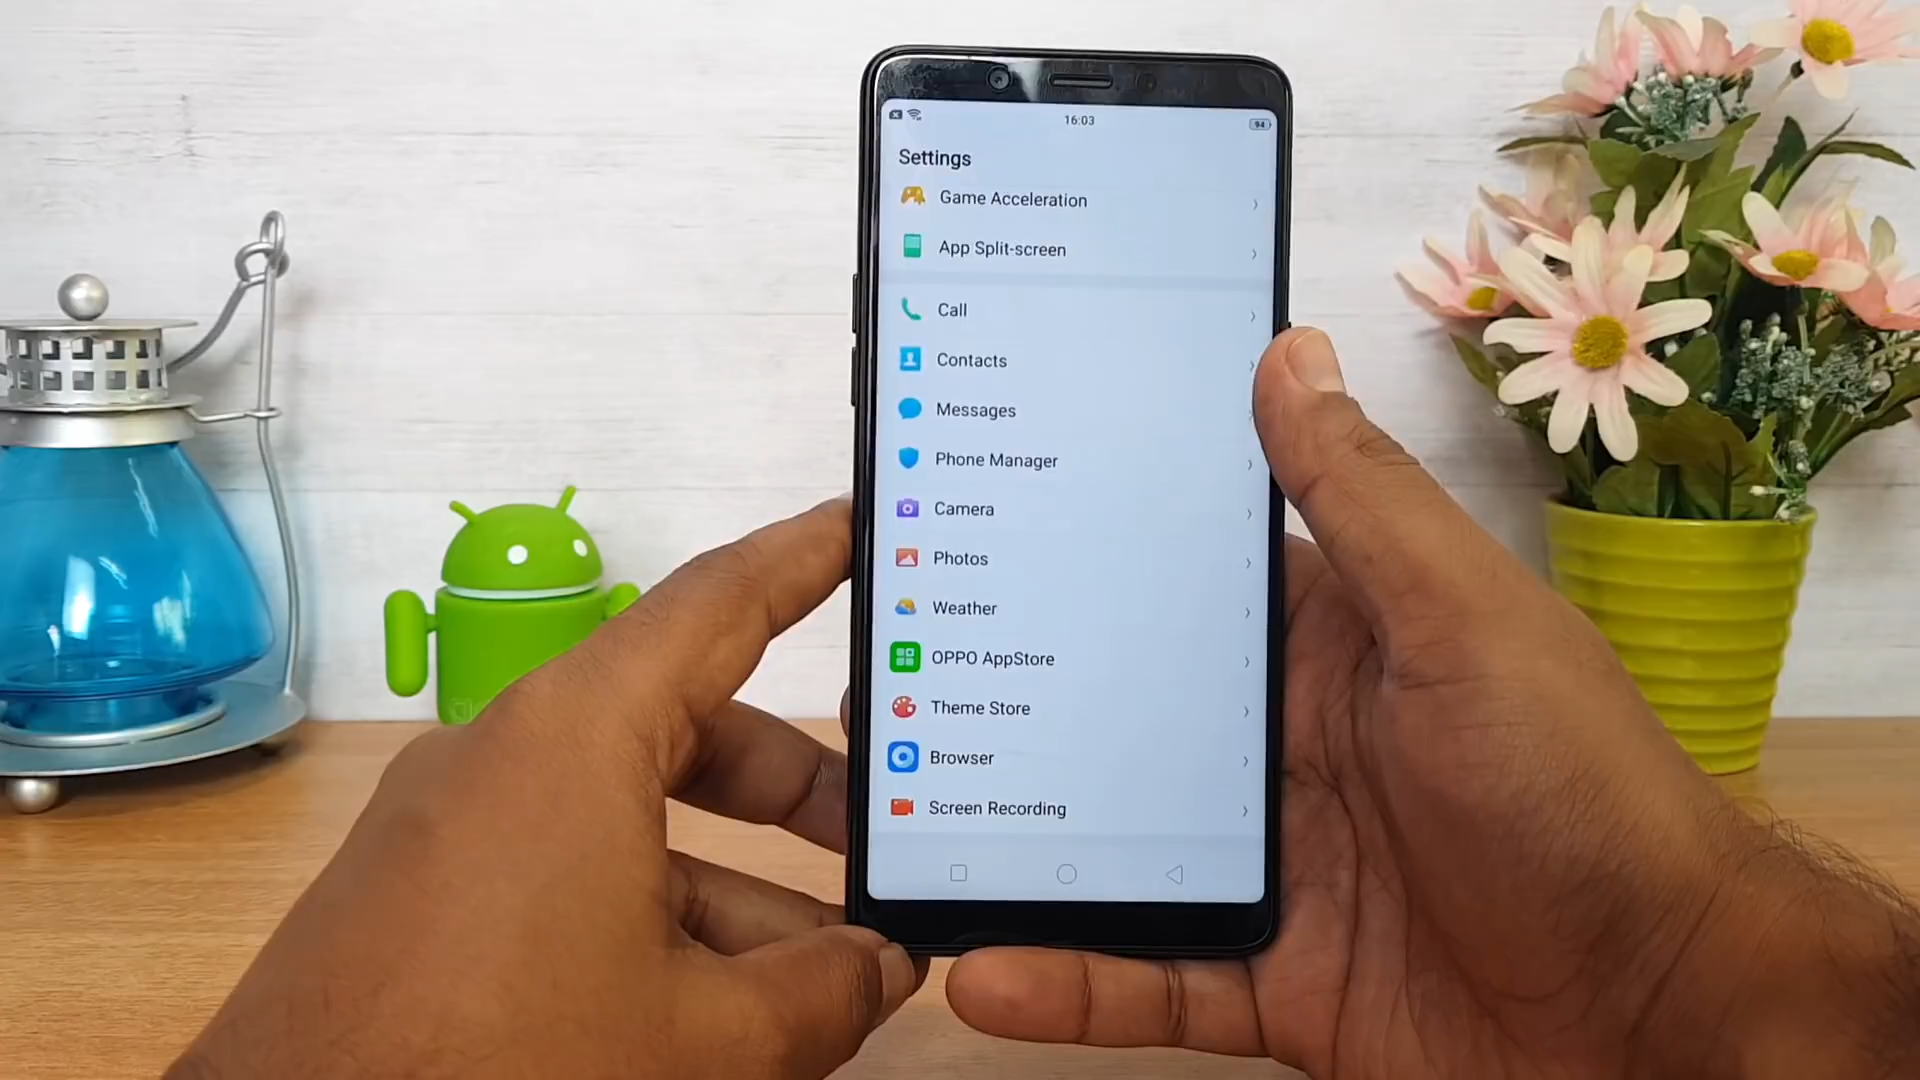 16:03
94
Settings
Game Acceleration
App Split-screen
Call
Contacts
Messages
Phone Manager
Camera
Photos
Weather
OPPO AppStore
Theme Store
Browser
Screen Recording